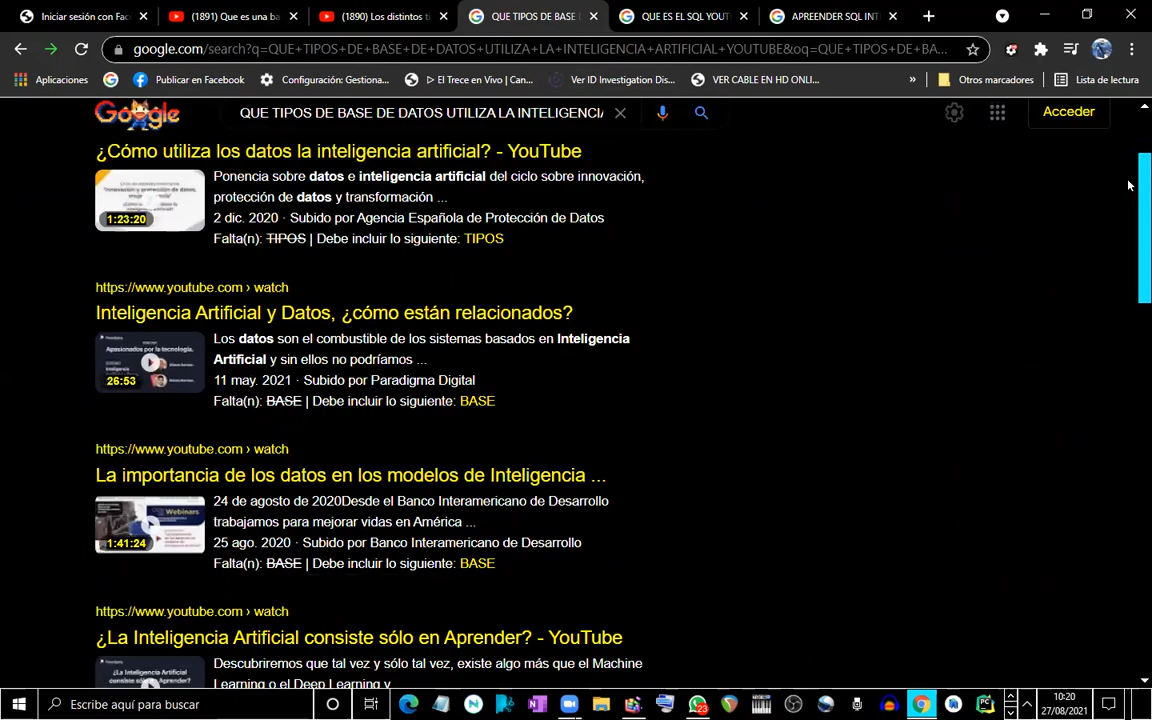 Iniciar sesión con Fac
(1891) Que es una ba
(1890) Los distintos ti
QUE TIPOS DE BASE D
QUE ES EL SQL YOUT
APREENDER SQL INT
google.com/search?q=QUE+TIPOS+DE+BASE+DE+DATOS+UTILIZA+LA+INTELIGENCIA+ARTIFICIAL+YOUTUBE&oq=QUE+TIPOS+DE+BA...
Aplicaciones
Publicar en Facebook
Configuración: Gestiona...
▷ El Trece en Vivo | Can...
Ver ID Investigation Dis...
VER CABLE EN HD ONLI...
»
Otros marcadores
Lista de lectura
Google
QUE TIPOS DE BASE DE DATOS UTILIZA LA INTELIGENCIA
Acceder
¿Cómo utiliza los datos la inteligencia artificial? - YouTube
1:23:20
Ponencia sobre datos e inteligencia artificial del ciclo sobre innovación,
protección de datos y transformación ...
2 dic. 2020 · Subido por Agencia Española de Protección de Datos
Falta(n): TIPOS | Debe incluir lo siguiente: TIPOS
https://www.youtube.com › watch
Inteligencia Artificial y Datos, ¿cómo están relacionados?
26:53
Los datos son el combustible de los sistemas basados en Inteligencia
Artificial y sin ellos no podríamos ...
11 may. 2021 · Subido por Paradigma Digital
Falta(n): BASE | Debe incluir lo siguiente: BASE
https://www.youtube.com › watch
La importancia de los datos en los modelos de Inteligencia ...
Webinars
1:41:24
24 de agosto de 2020Desde el Banco Interamericano de Desarrollo
trabajamos para mejorar vidas en América ...
25 ago. 2020 · Subido por Banco Interamericano de Desarrollo
Falta(n): BASE | Debe incluir lo siguiente: BASE
https://www.youtube.com › watch
¿La Inteligencia Artificial consiste sólo en Aprender? - YouTube
¿La Inteligencia Artificial
consiste sólo en Aprender?
Descubriremos que tal vez y sólo tal vez, existe algo más que el Machine
Learning o el Deep Learning y
Escribe aquí para buscar
23
10:20
27/08/2021